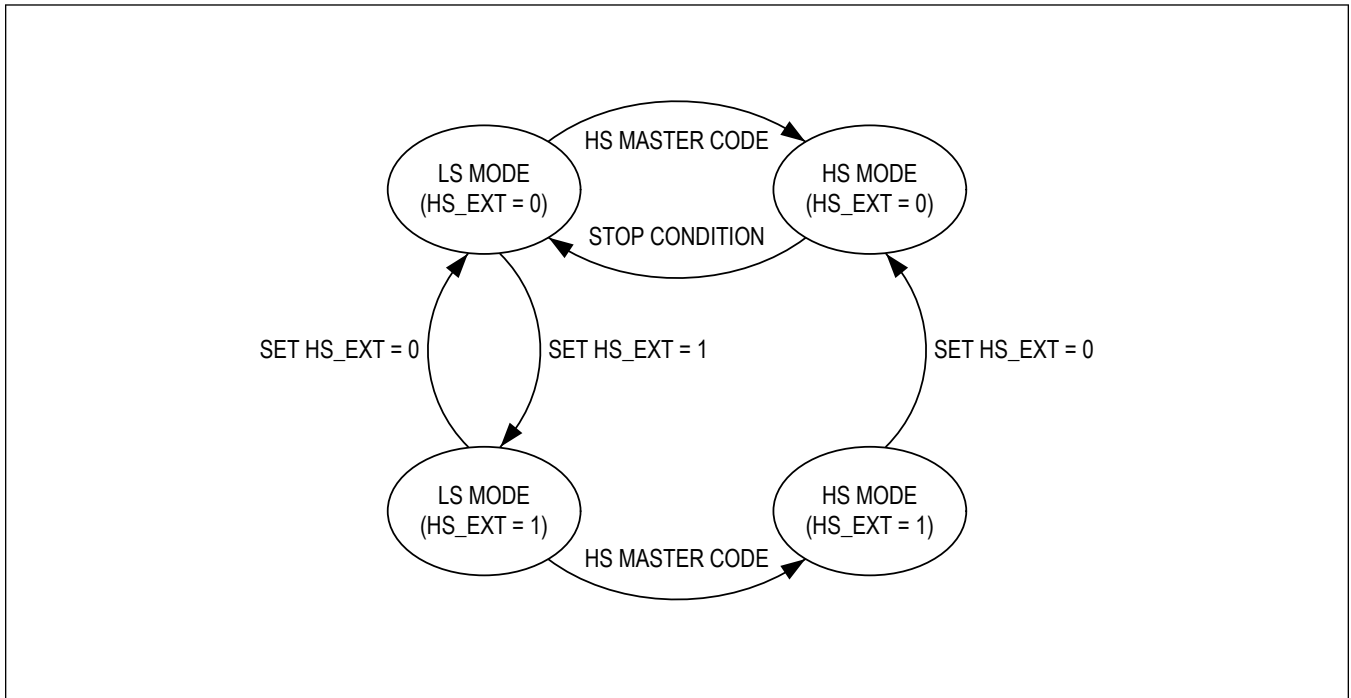 HS MASTER CODE
LS MODE
(HS_EXT = 0)
HS MODE
(HS_EXT = 0)
STOP CONDITION
SET HS_EXT = 0
SET HS_EXT = 1
SET HS_EXT = 0
LS MODE
(HS_EXT = 1)
HS MODE
(HS_EXT = 1)
HS MASTER CODE